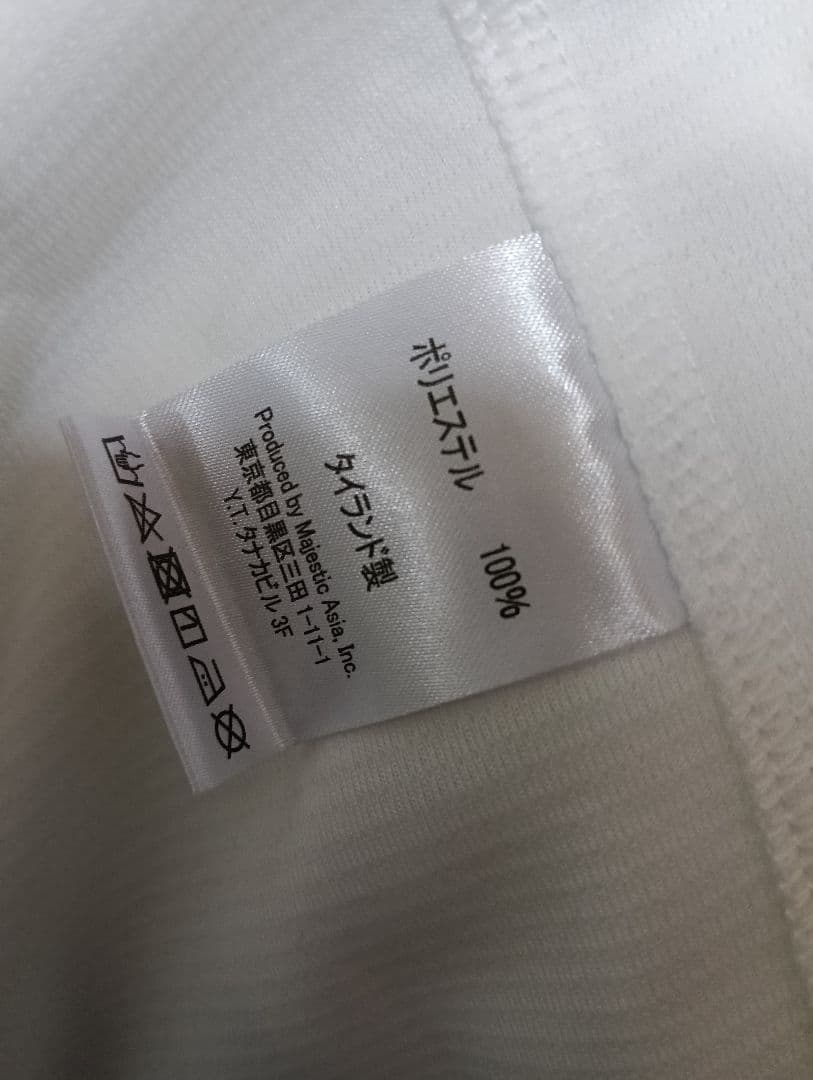 ポリエステル 100%
タイランド製
Produced by Majestic Asia, Inc.
東京都目黒区三田 1-11-1
Y.T.タナカビル 3F